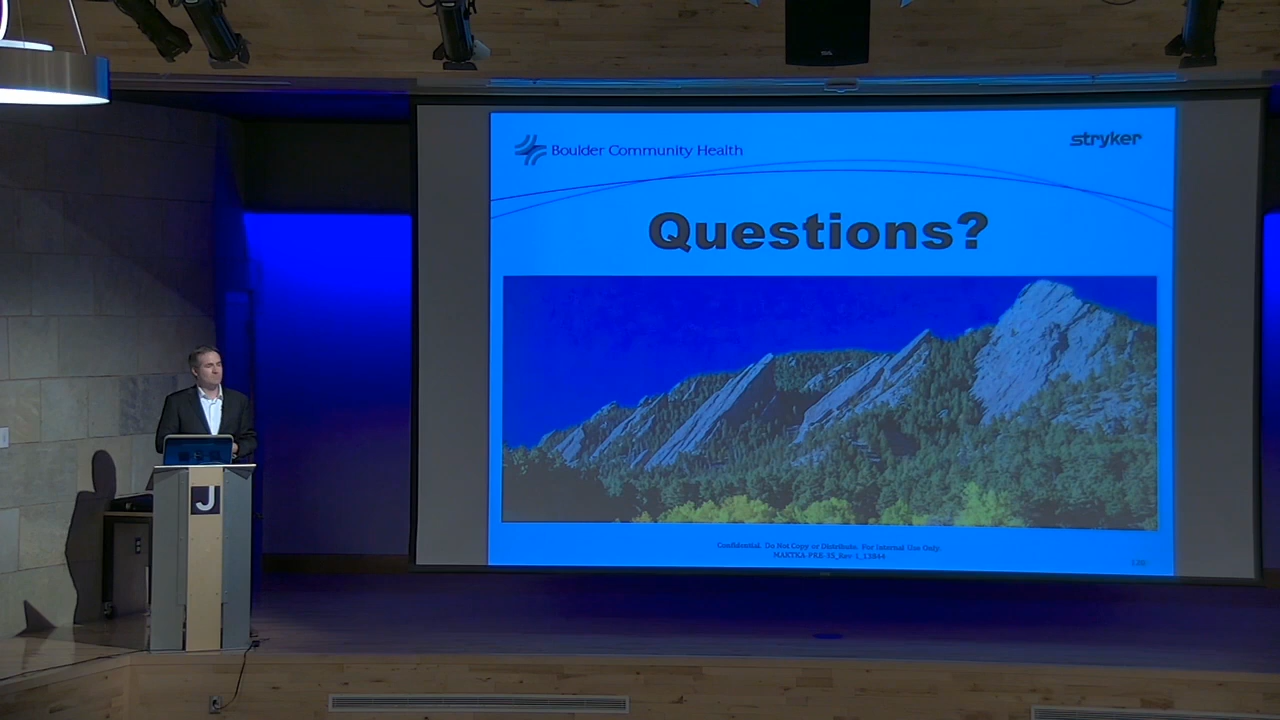 Boulder Community Health
stryker
Questions?
Confidential. Do Not Copy or Distribute. For Internal Use Only.
J